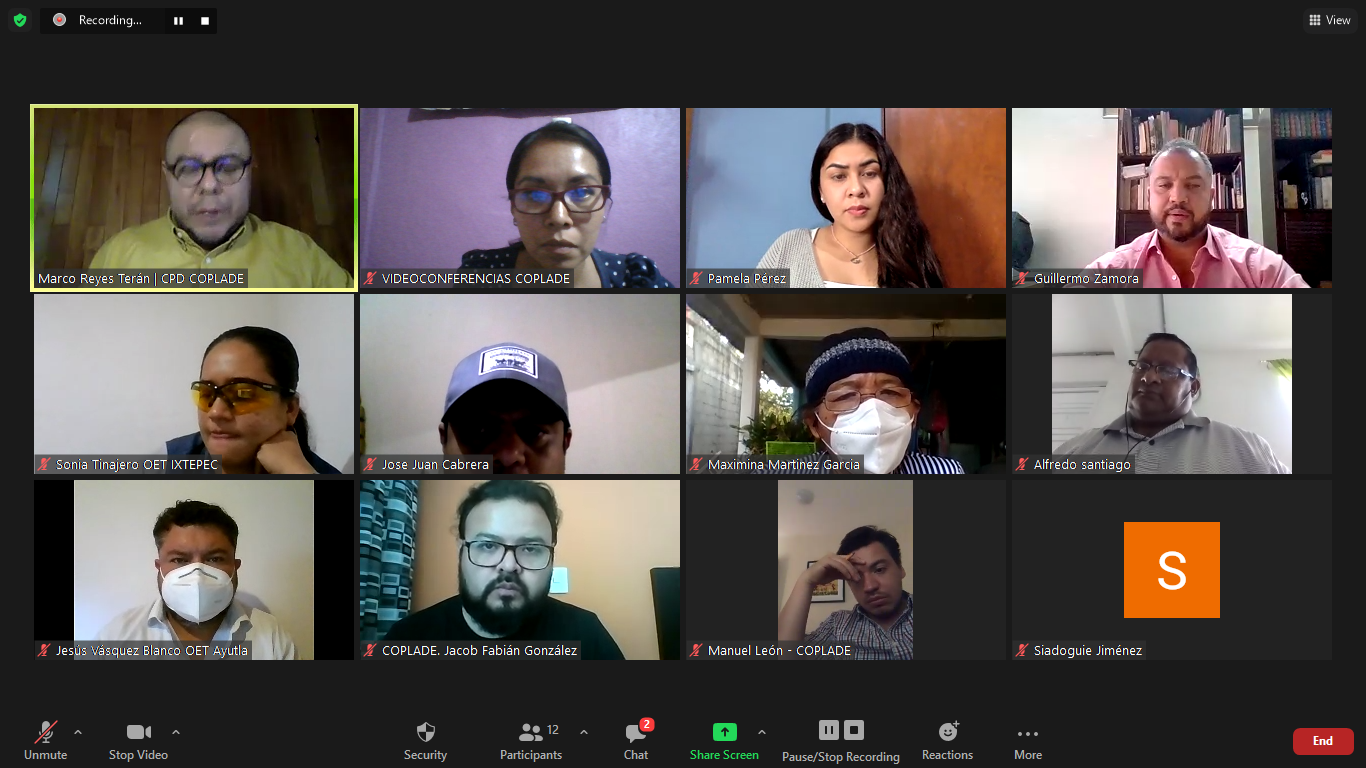 Recording...
View
Marco Reyes Terán | CPD COPLADE
VIDEOCONFERENCIAS COPLADE
Pamela Pérez
Guillermo Zamora
Sonia Tinajero OET IXTEPEC
Jose Juan Cabrera
Maximina Martinez Garcia
Alfredo santiago
Jesús Vásquez Blanco OET Ayutla
COPLADE. Jacob Fabián González
Manuel León - COPLADE
S
Siadoguie Jiménez
Unmute
Stop Video
Security
12
Participants
2
Chat
Share Screen
Pause/Stop Recording
Reactions
More
End